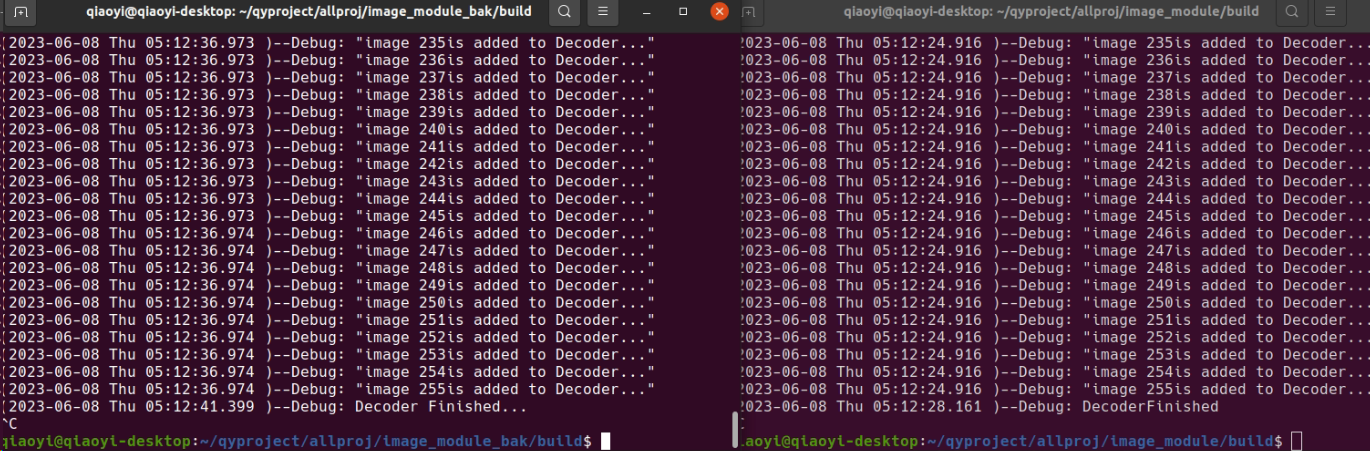 qiaoyi@qiaoyi-desktop: ~/qyproject/allproj/image_module_bak/build
(2023-06-08 Thu 05:12:36.973 )--Debug: "image 235is added to Decoder..."
(2023-06-08 Thu 05:12:36.973 )--Debug: "image 236is added to Decoder..."
(2023-06-08 Thu 05:12:36.973 )--Debug: "image 237is added to Decoder..."
(2023-06-08 Thu 05:12:36.973 )--Debug: "image 238is added to Decoder..."
(2023-06-08 Thu 05:12:36.973 )--Debug: "image 239is added to Decoder..."
(2023-06-08 Thu 05:12:36.973 )--Debug: "image 240is added to Decoder..."
(2023-06-08 Thu 05:12:36.973 )--Debug: "image 241is added to Decoder..."
(2023-06-08 Thu 05:12:36.973 )--Debug: "image 242is added to Decoder..."
(2023-06-08 Thu 05:12:36.973 )--Debug: "image 243is added to Decoder..."
(2023-06-08 Thu 05:12:36.973 )--Debug: "image 244is added to Decoder..."
(2023-06-08 Thu 05:12:36.973 )--Debug: "image 245is added to Decoder..."
(2023-06-08 Thu 05:12:36.974 )--Debug: "image 246is added to Decoder..."
(2023-06-08 Thu 05:12:36.974 )--Debug: "image 247is added to Decoder..."
(2023-06-08 Thu 05:12:36.974 )--Debug: "image 248is added to Decoder..."
(2023-06-08 Thu 05:12:36.974 )--Debug: "image 249is added to Decoder..."
(2023-06-08 Thu 05:12:36.974 )--Debug: "image 250is added to Decoder..."
(2023-06-08 Thu 05:12:36.974 )--Debug: "image 251is added to Decoder..."
(2023-06-08 Thu 05:12:36.974 )--Debug: "image 252is added to Decoder..."
(2023-06-08 Thu 05:12:36.974 )--Debug: "image 253is added to Decoder..."
(2023-06-08 Thu 05:12:36.974 )--Debug: "image 254is added to Decoder..."
(2023-06-08 Thu 05:12:36.974 )--Debug: "image 255is added to Decoder..."
(2023-06-08 Thu 05:12:41.399 )--Debug: Decoder Finished...
^C
qiaoyi@qiaoyi-desktop:~/qyproject/allproj/image_module_bak/build$
qiaoyi@qiaoyi-desktop: ~/qyproject/allproj/image_module/build
2023-06-08 Thu 05:12:24.916 )--Debug: "image 235is added to Decoder...
2023-06-08 Thu 05:12:24.916 )--Debug: "image 236is added to Decoder...
2023-06-08 Thu 05:12:24.916 )--Debug: "image 237is added to Decoder...
2023-06-08 Thu 05:12:24.916 )--Debug: "image 238is added to Decoder...
2023-06-08 Thu 05:12:24.916 )--Debug: "image 239is added to Decoder...
2023-06-08 Thu 05:12:24.916 )--Debug: "image 240is added to Decoder...
2023-06-08 Thu 05:12:24.916 )--Debug: "image 241is added to Decoder...
2023-06-08 Thu 05:12:24.916 )--Debug: "image 242is added to Decoder...
2023-06-08 Thu 05:12:24.916 )--Debug: "image 243is added to Decoder...
2023-06-08 Thu 05:12:24.916 )--Debug: "image 244is added to Decoder...
2023-06-08 Thu 05:12:24.916 )--Debug: "image 245is added to Decoder...
2023-06-08 Thu 05:12:24.916 )--Debug: "image 246is added to Decoder...
2023-06-08 Thu 05:12:24.916 )--Debug: "image 247is added to Decoder...
2023-06-08 Thu 05:12:24.916 )--Debug: "image 248is added to Decoder...
2023-06-08 Thu 05:12:24.916 )--Debug: "image 249is added to Decoder...
2023-06-08 Thu 05:12:24.916 )--Debug: "image 250is added to Decoder...
2023-06-08 Thu 05:12:24.916 )--Debug: "image 251is added to Decoder...
2023-06-08 Thu 05:12:24.916 )--Debug: "image 252is added to Decoder...
2023-06-08 Thu 05:12:24.916 )--Debug: "image 253is added to Decoder...
2023-06-08 Thu 05:12:24.916 )--Debug: "image 254is added to Decoder...
2023-06-08 Thu 05:12:24.916 )--Debug: "image 255is added to Decoder...
2023-06-08 Thu 05:12:28.161 )--Debug: DecoderFinished
iaoyi@qiaoyi-desktop:~/qyproject/allproj/image_module/build$